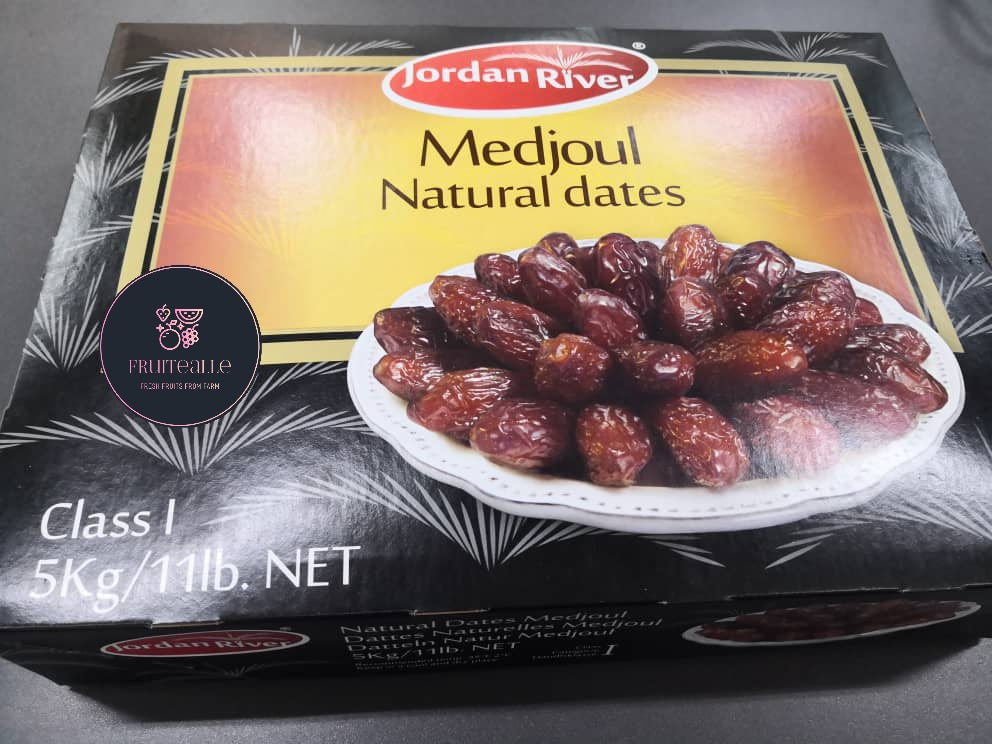 Jordan River®
Medjoul
Natural dates
FRUITEALLE
FRESH FRUITS FROM FARM
Class I
5Kg/11lb. NET
Jordan River
Natural Dates Medjoul
Dattes Naturelles Medjoul
Datteln Natur Medjoul
5Kg/11lb. NET
Class
I